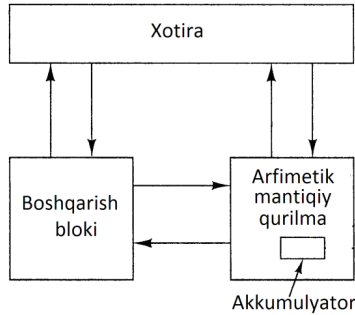 Xotira
Boshqarish
bloki
Arfimetik
mantiqiy
qurilma
Akkumulyator